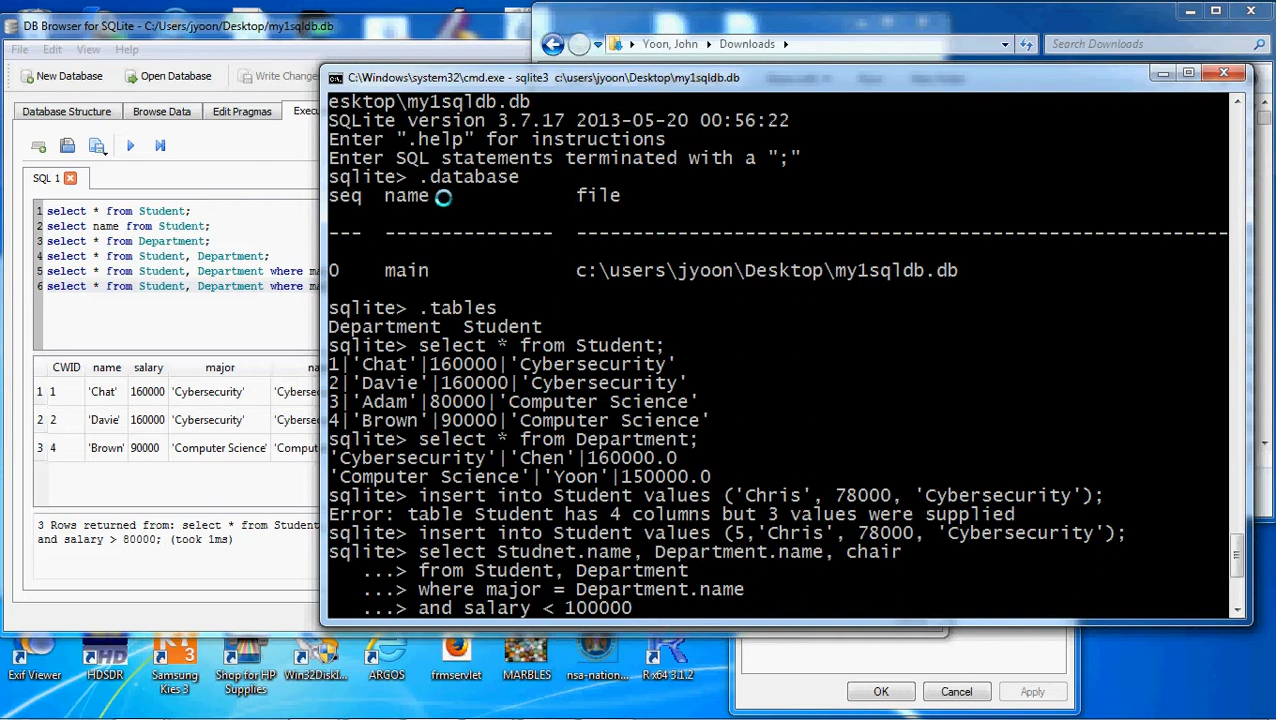 DB Browser for SQLite - C:/Users/jyoon/Desktop/my1sqldb.db
File Edit View Help
New Database Open Database Write Changes
Database Structure Browse Data Edit Pragmas
SQL 1
1 select * from Student;
2 select name from Student;
3 select * from Department;
4 select * from Student, Department;
5 select * from Student, Department where
6 select * from Student, Department where
CWID name salary major
1 1 'Chat' 160000 'Cybersecurity'
2 2 'Davie' 160000 'Cybersecurity'
3 4 'Brown' 90000 'Computer Science'
3 Rows returned from: select * from Student
and salary > 80000; (took 1ms)
Yoon, John Downloads
Search Downloads
C:\Windows\system32\cmd.exe - sqlite3 c:\users\jyoon\Desktop\my1sqldb.db
esktop\my1sqldb.db
SQLite version 3.7.17 2013-05-20 00:56:22
Enter ".help" for instructions
Enter SQL statements terminated with a ";"
sqlite> .database
seq name file
--- --------------- ----------------------------------------------------------
0 main c:\users\jyoon\Desktop\my1sqldb.db
sqlite> .tables
Department Student
sqlite> select * from Student;
1|'Chat'|160000|'Cybersecurity'
2|'Davie'|160000|'Cybersecurity'
3|'Adam'|80000|'Computer Science'
4|'Brown'|90000|'Computer Science'
sqlite> select * from Department;
'Cybersecurity'|'Chen'|160000.0
'Computer Science'|'Yoon'|150000.0
sqlite> insert into Student values ('Chris', 78000, 'Cybersecurity');
Error: table Student has 4 columns but 3 values were supplied
sqlite> insert into Student values (5,'Chris', 78000, 'Cybersecurity');
sqlite> select Studnet.name, Department.name, chair
...> from Student, Department
...> where major = Department.name
...> and salary < 100000
Exif Viewer
HDSDR
Samsung Kies 3
Shop for HP Supplies
Win32DiskI...
ARGOS
frmservlet
MARBLES
nsa-nation...
R x64 3.1.2
OK Cancel Apply